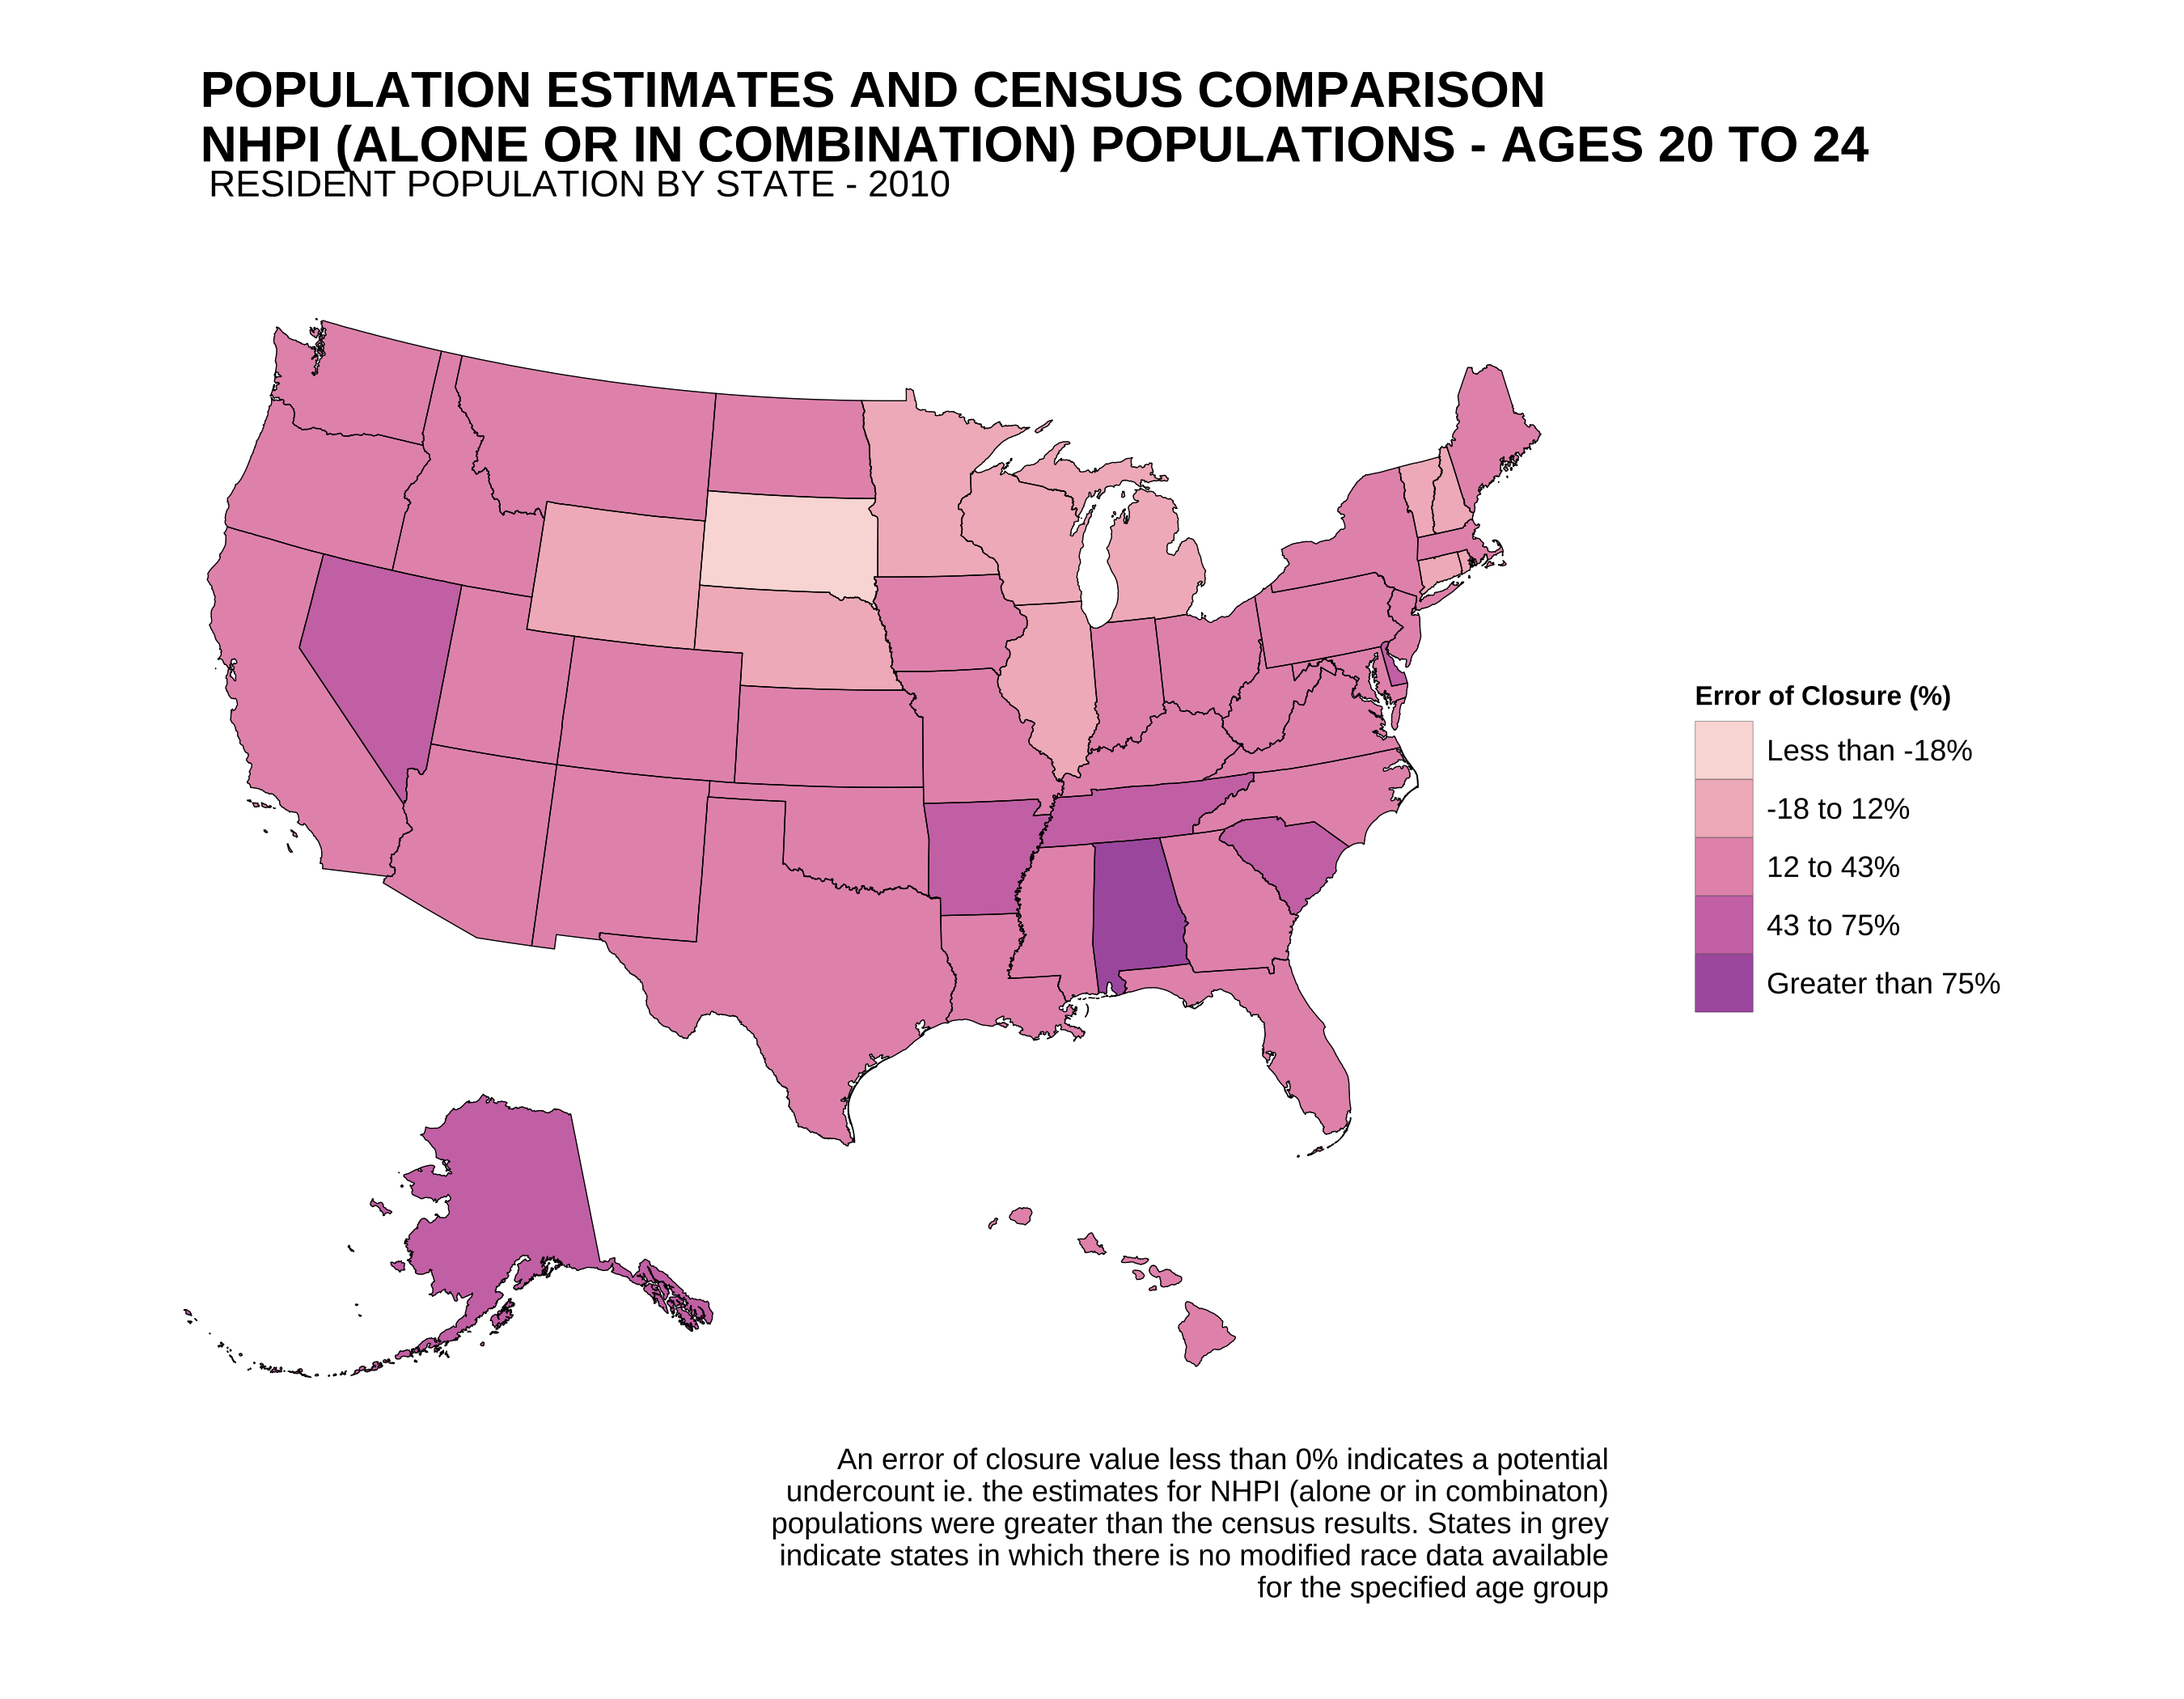 POPULATION ESTIMATES AND CENSUS COMPARISON
NHPI (ALONE OR IN COMBINATION) POPULATIONS - AGES 20 TO 24
RESIDENT POPULATION BY STATE - 2010
Error of Closure (%)
Less than -18%
-18 to 12%
12 to 43%
43 to 75%
Greater than 75%
An error of closure value less than 0% indicates a potential
undercount ie. the estimates for NHPI (alone or in combinaton)
populations were greater than the census results. States in grey
indicate states in which there is no modified race data available
for the specified age group